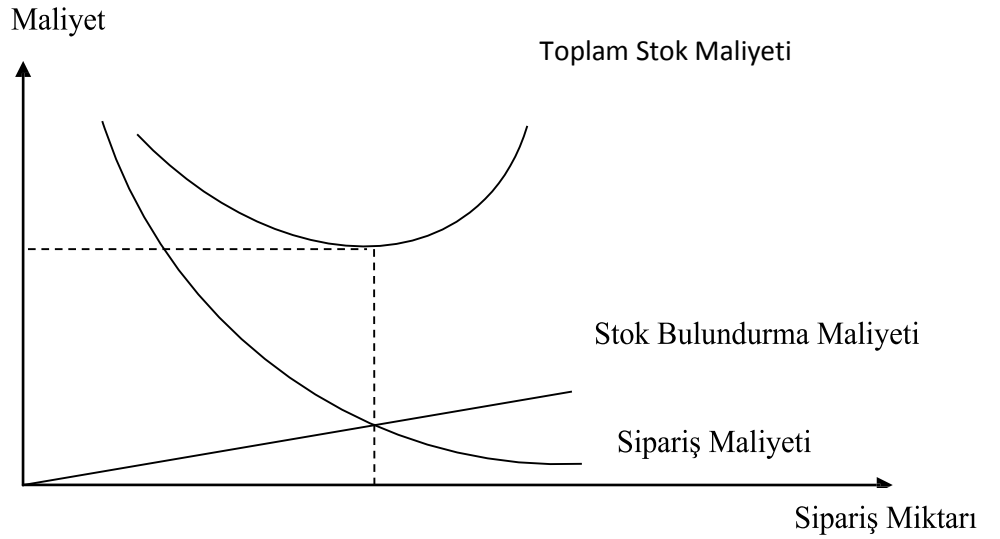 Maliyet
Toplam Stok Maliyeti
Stok Bulundurma Maliyeti
Sipariş Maliyeti
Sipariş Miktarı